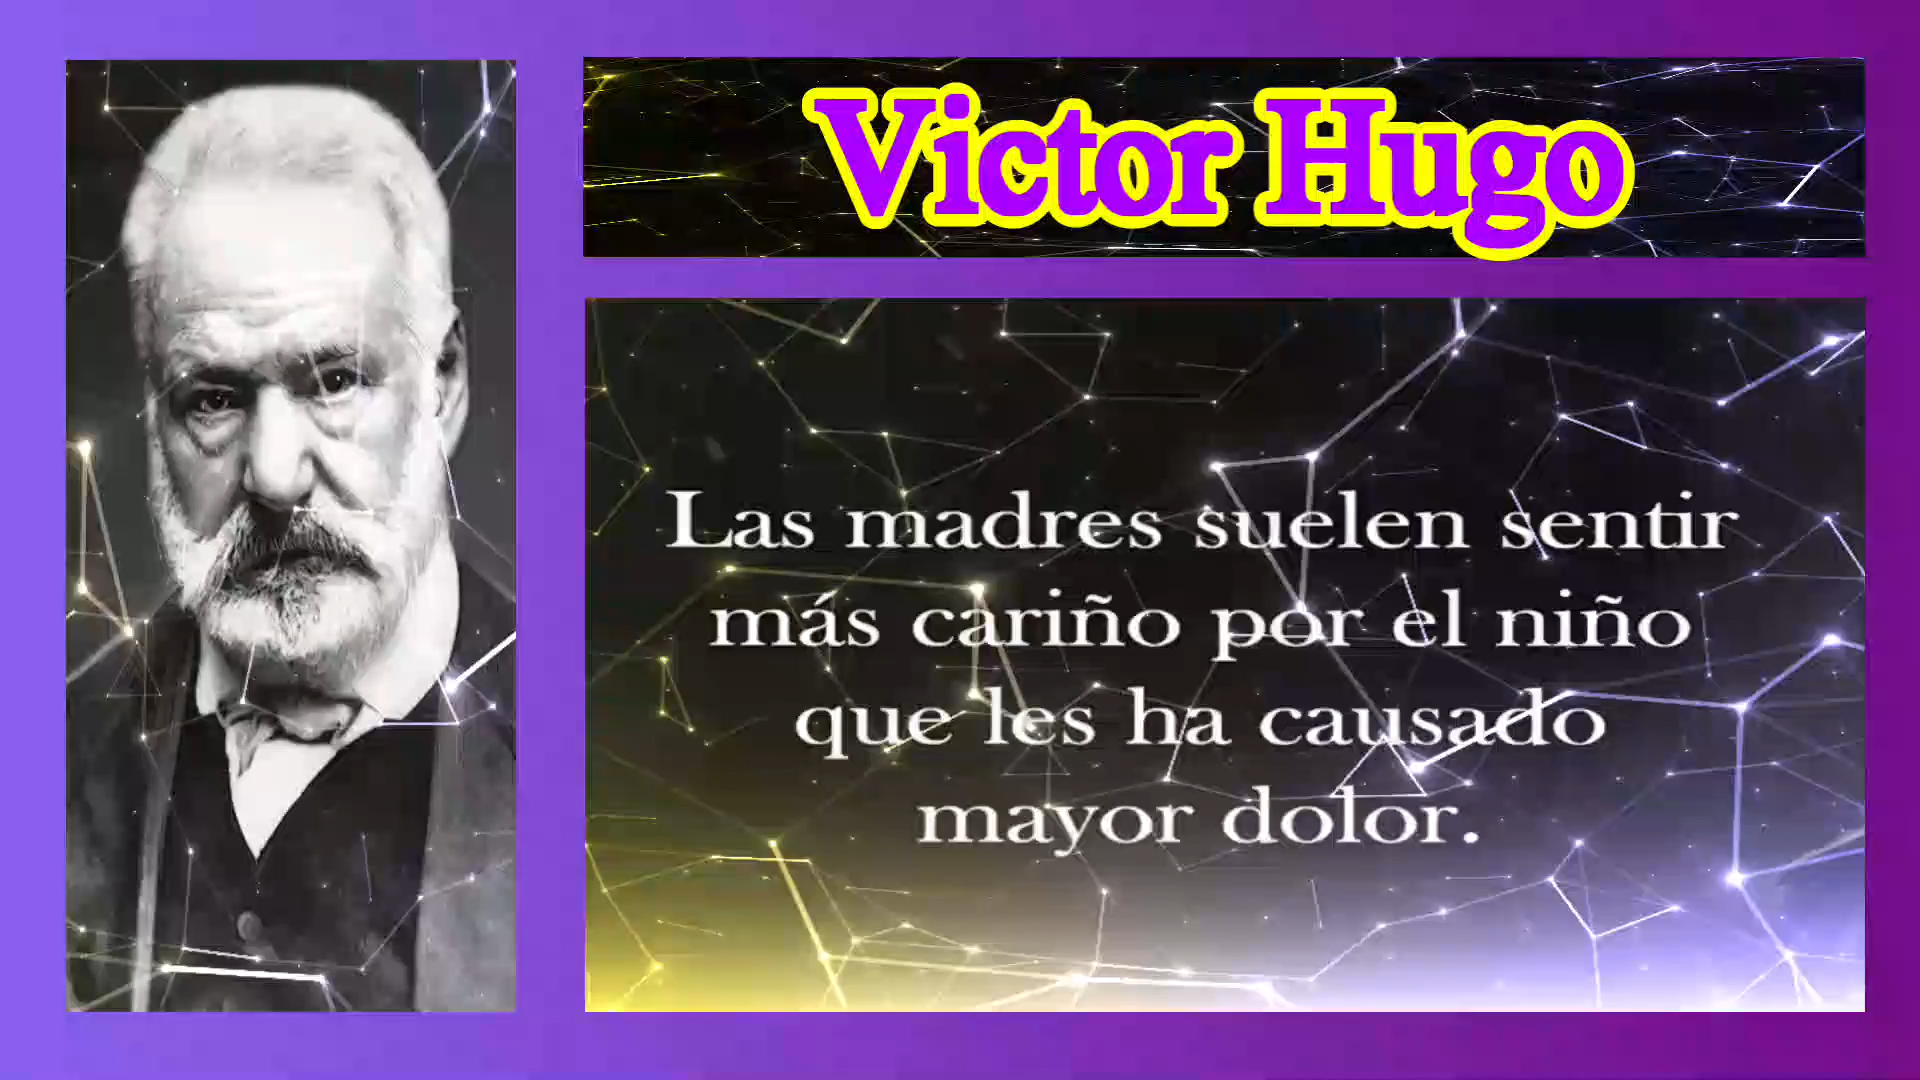 Victor Hugo
Las madres suelen sentir
más cariño por el niño
que les ha causado
mayor dolor.